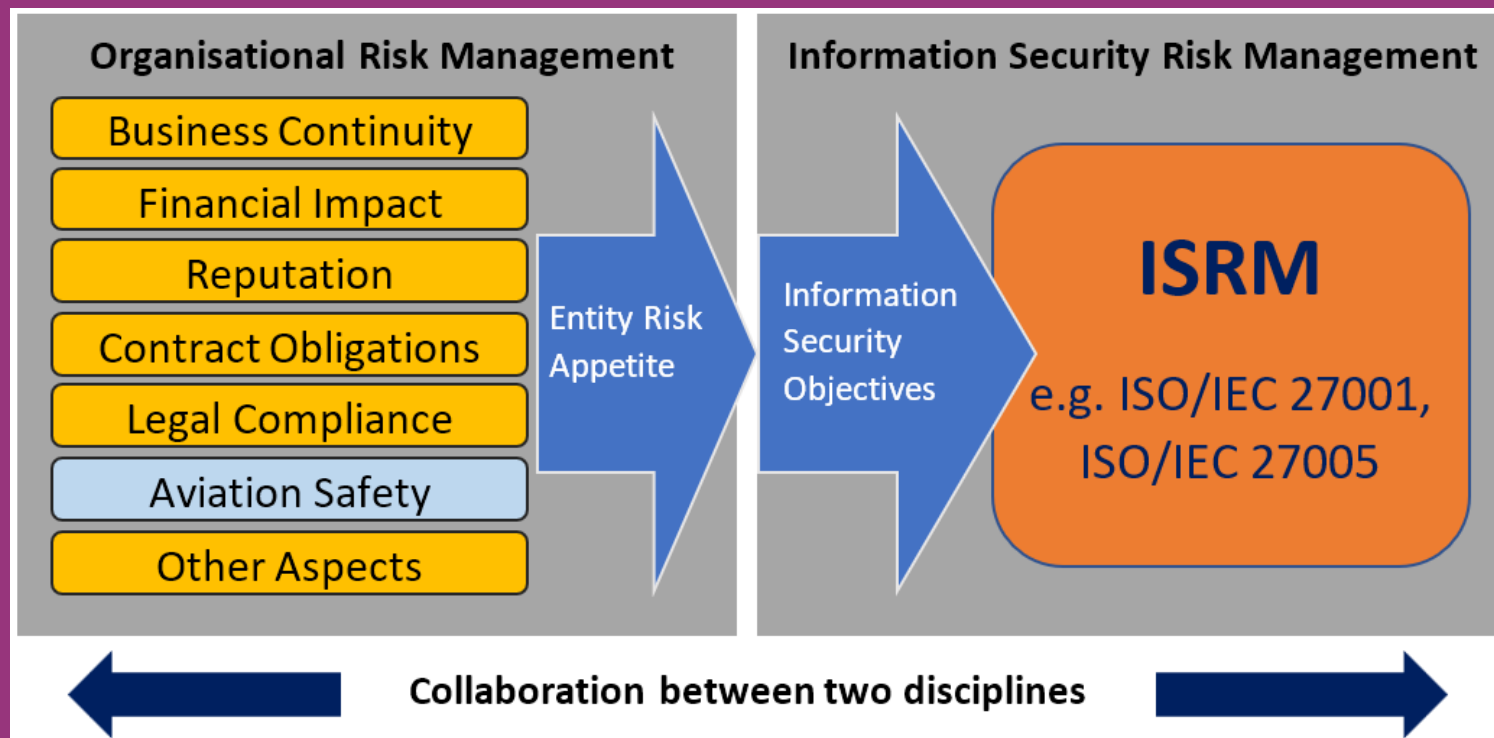 Organisational Risk Management
Business Continuity
Financial Impact
Reputation
Contract Obligations
Legal Compliance
Aviation Safety
Other Aspects
Entity Risk
Appetite
Information Security Risk Management
Information
Security
Objectives
ISRM
e.g. ISO/IEC 27001,
ISO/IEC 27005
Collaboration between two disciplines